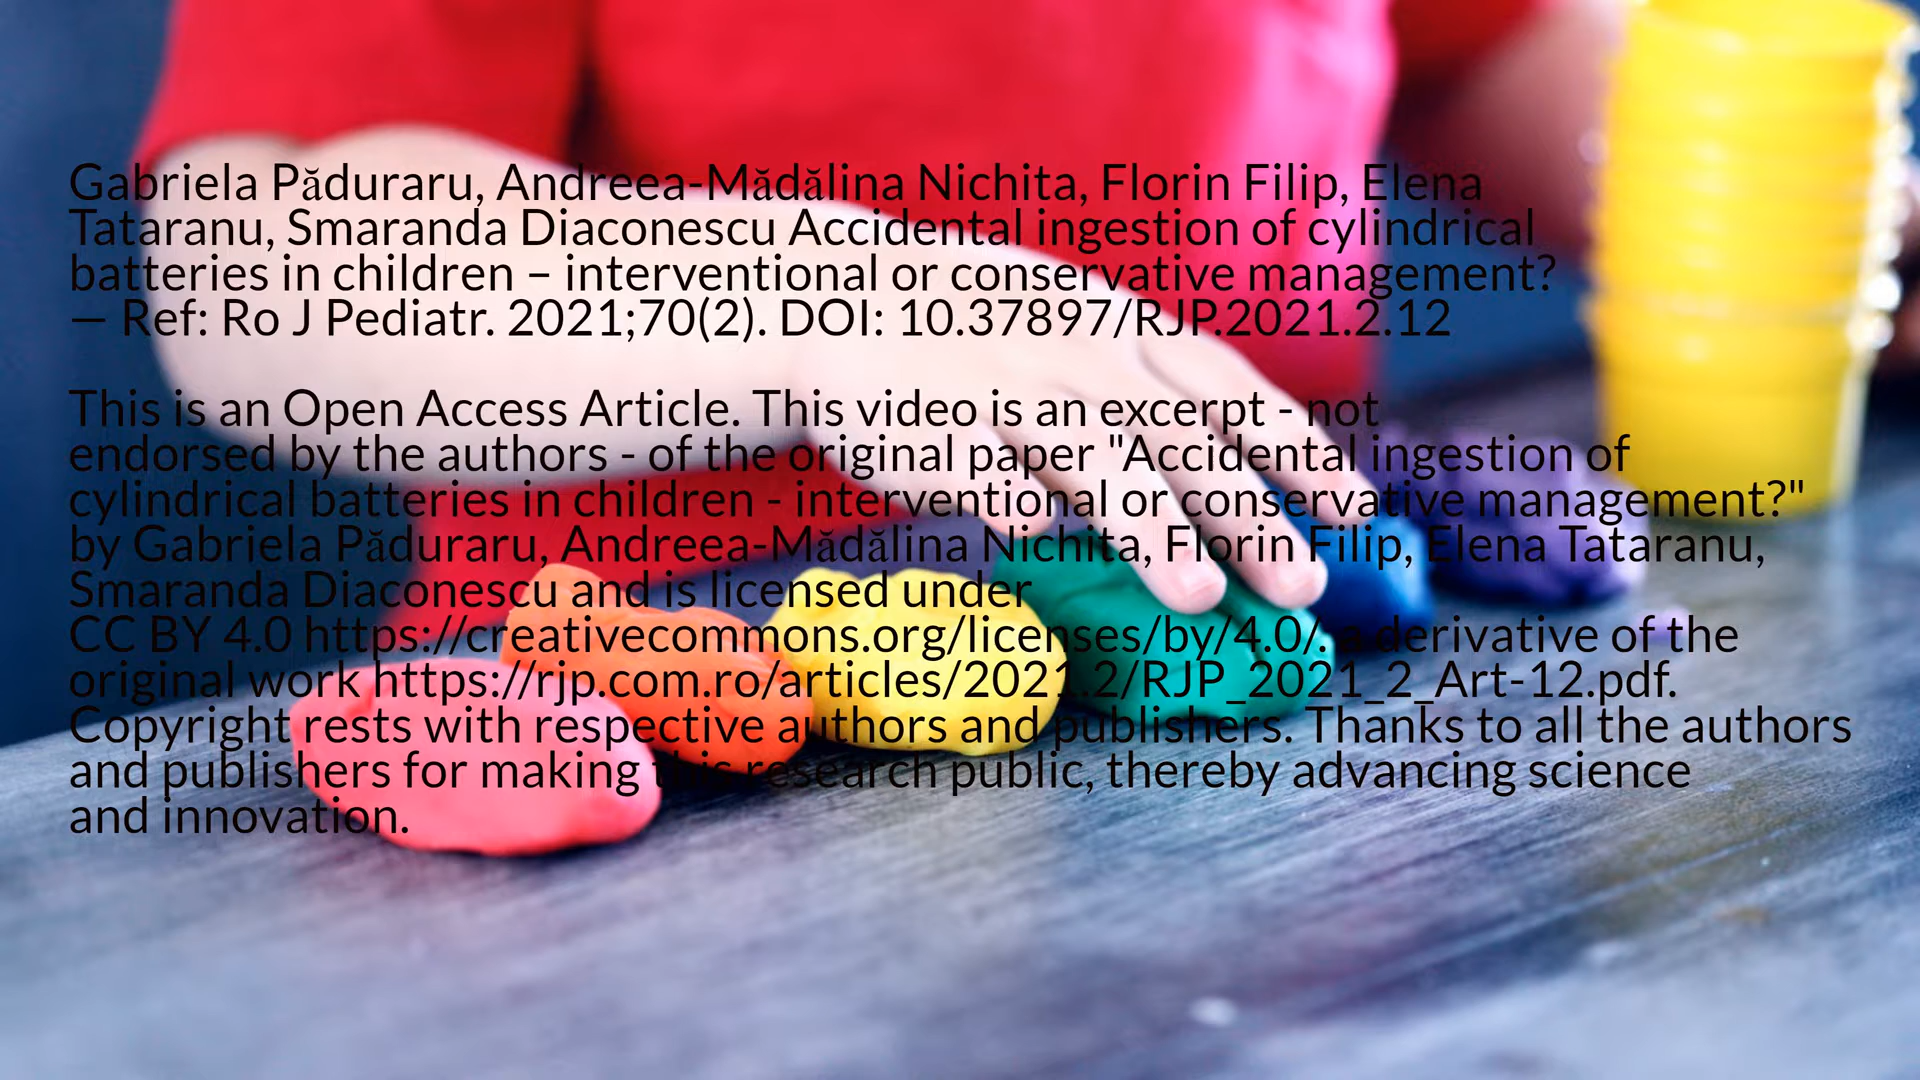 Gabriela Păduraru, Andreea-Mădălina Nichita, Florin Filip, Elena
Tataranu, Smaranda Diaconescu Accidental ingestion of cylindrical
batteries in children – interventional or conservative management?
— Ref: Ro J Pediatr. 2021;70(2). DOI: 10.37897/RJP.2021.2.12
This is an Open Access Article. This video is an excerpt - not
endorsed by the authors - of the original paper "Accidental ingestion of
cylindrical batteries in children - interventional or conservative management?"
by Gabriela Păduraru, Andreea-Mădălina Nichita, Florin Filip, Elena Tataranu,
Smaranda Diaconescu and is licensed under
CC BY 4.0 https://creativecommons.org/licenses/by/4.0/. a derivative of the
original work https://rjp.com.ro/articles/2021.2/RJP_2021_2_Art-12.pdf.
Copyright rests with respective authors and publishers. Thanks to all the authors
and publishers for making this research public, thereby advancing science
and innovation.